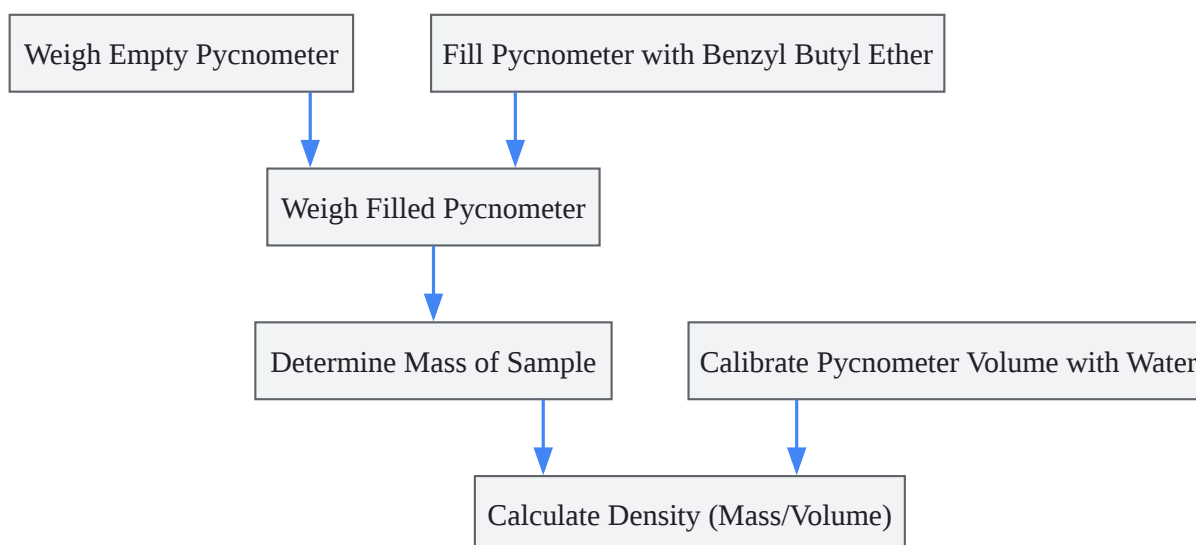 Weigh Empty Pycnometer
Fill Pycnometer with Benzyl Butyl Ether
Weigh Filled Pycnometer
Determine Mass of Sample
Calibrate Pycnometer Volume with Water
Calculate Density (Mass/Volume)